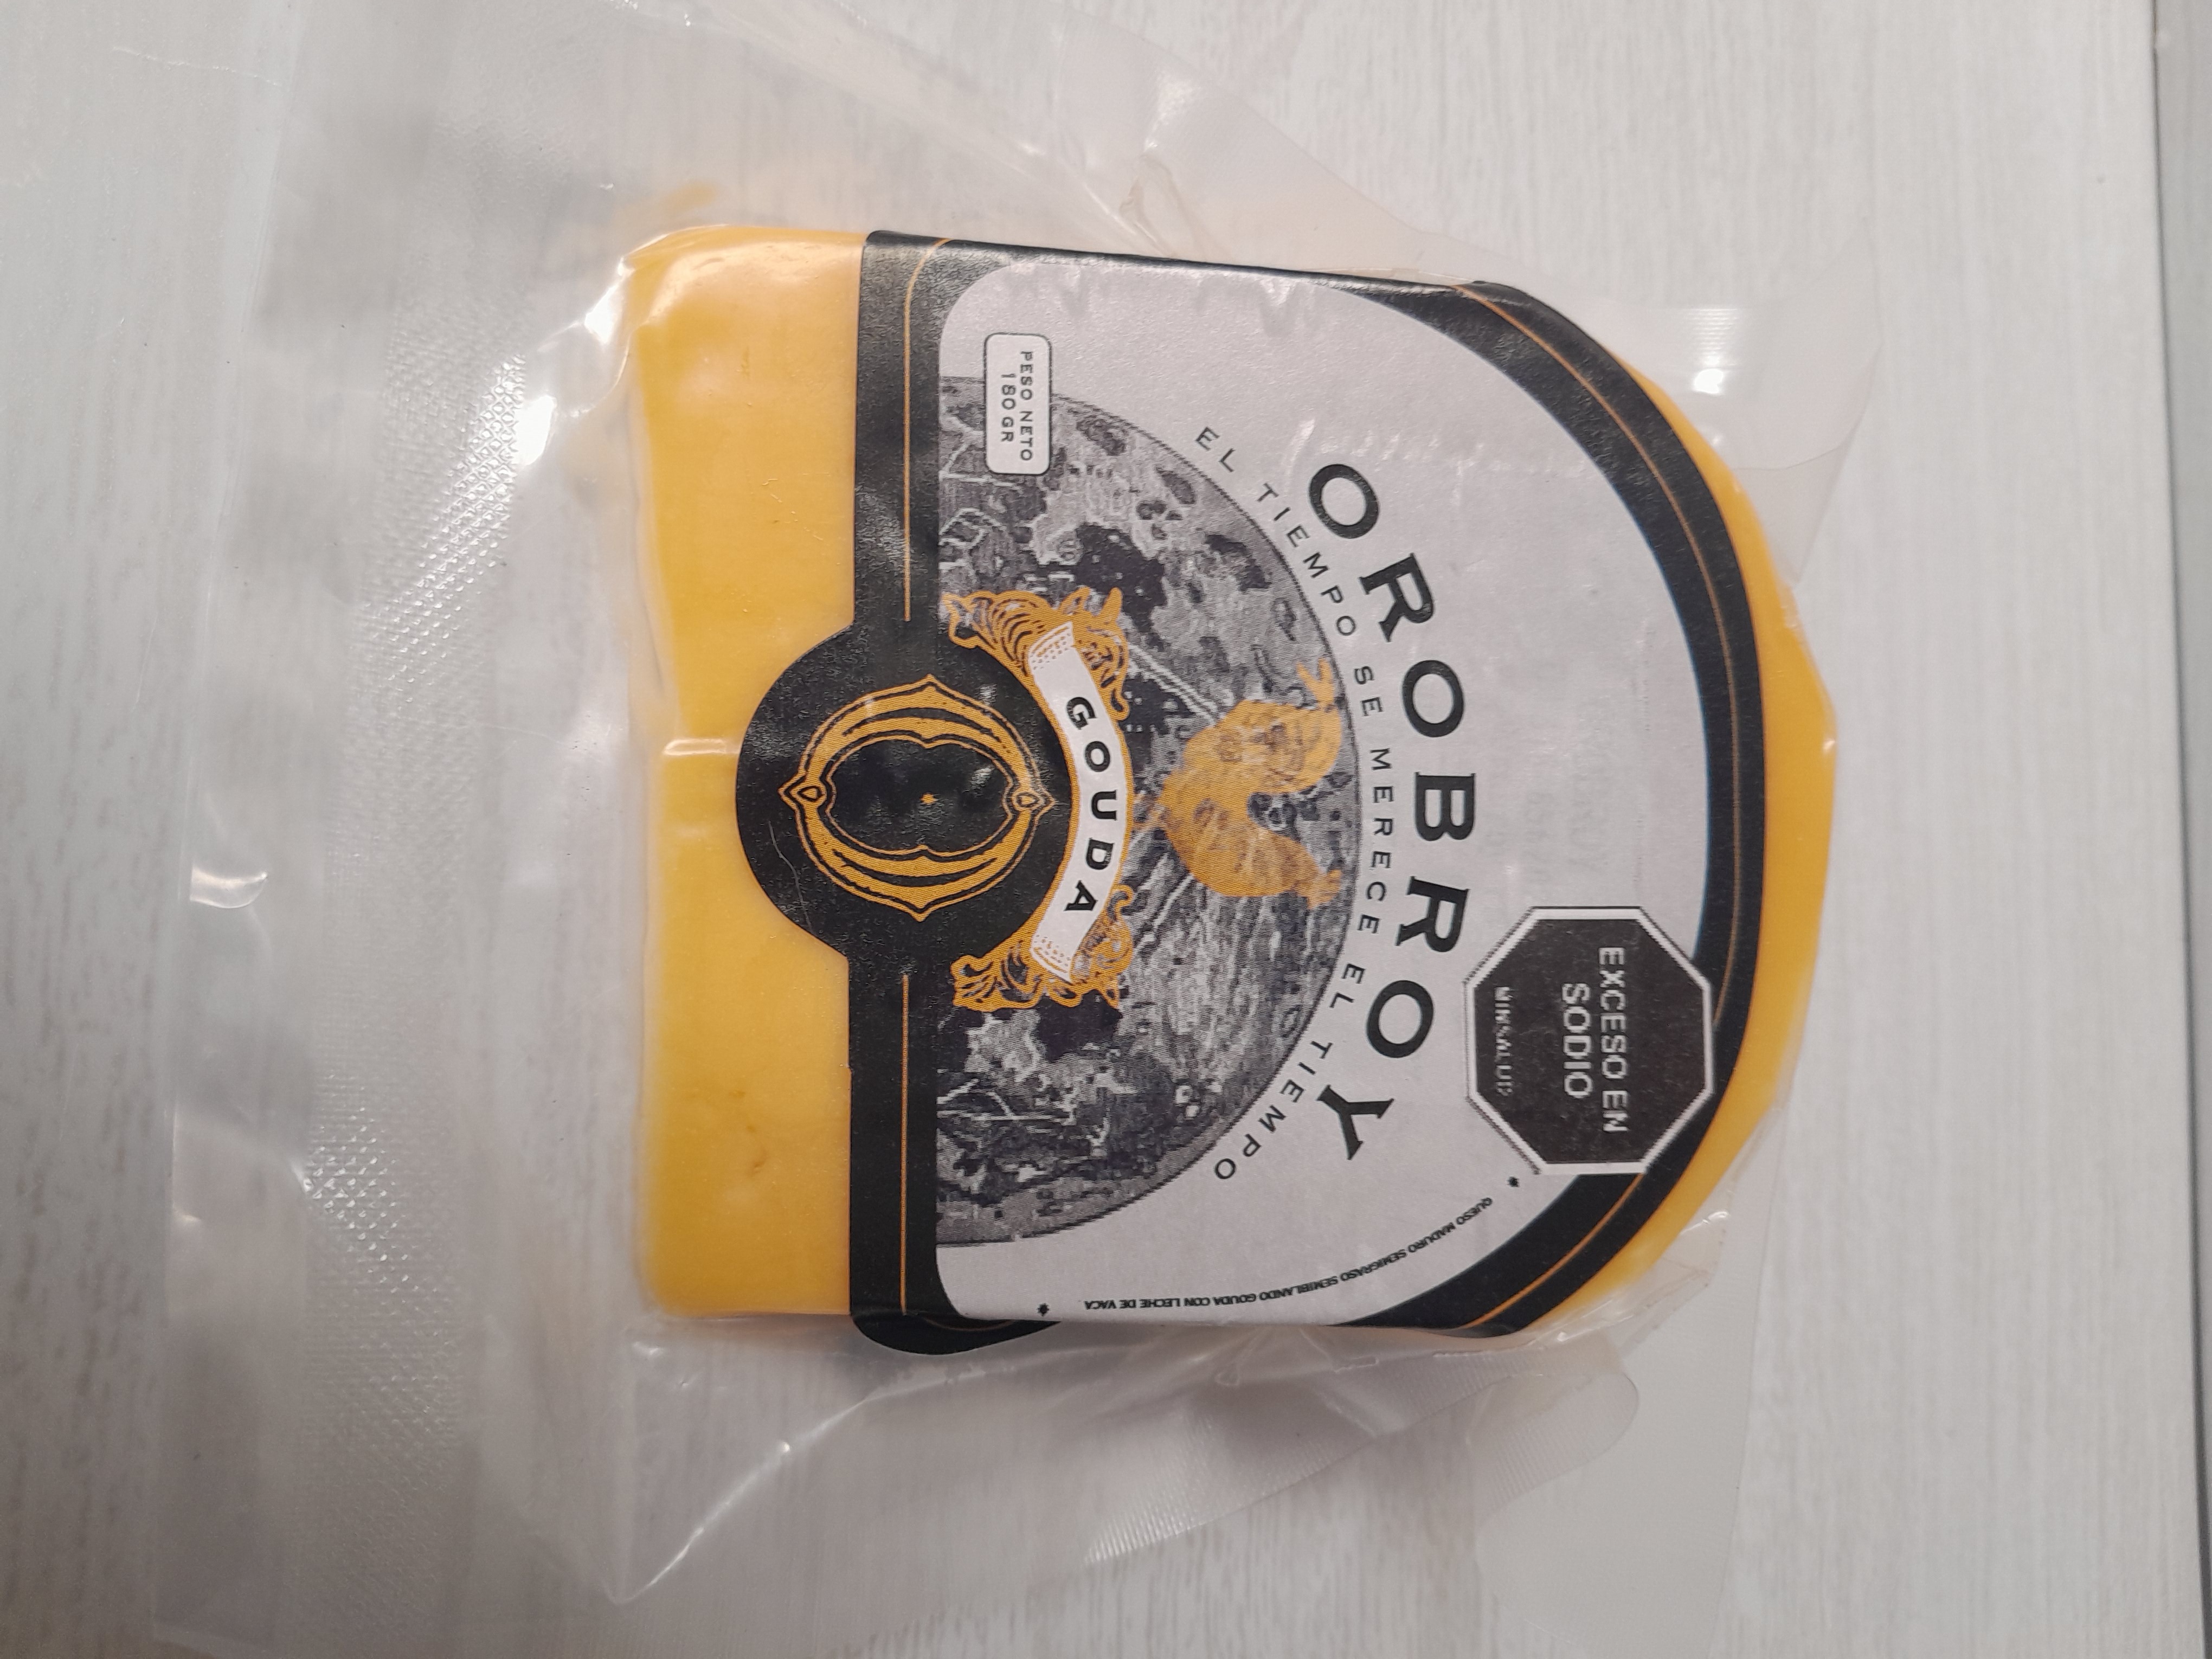 EXCESO EN
SODIO
MINSALUD
OROBROY
EL TIEMPO SE MERECE EL TIEMPO
GOUDA
PESO NETO
180 GR
* QUESO MADURO SEMIGRASO SEMIBLANDO GOUDA CON LECHE DE VACA *